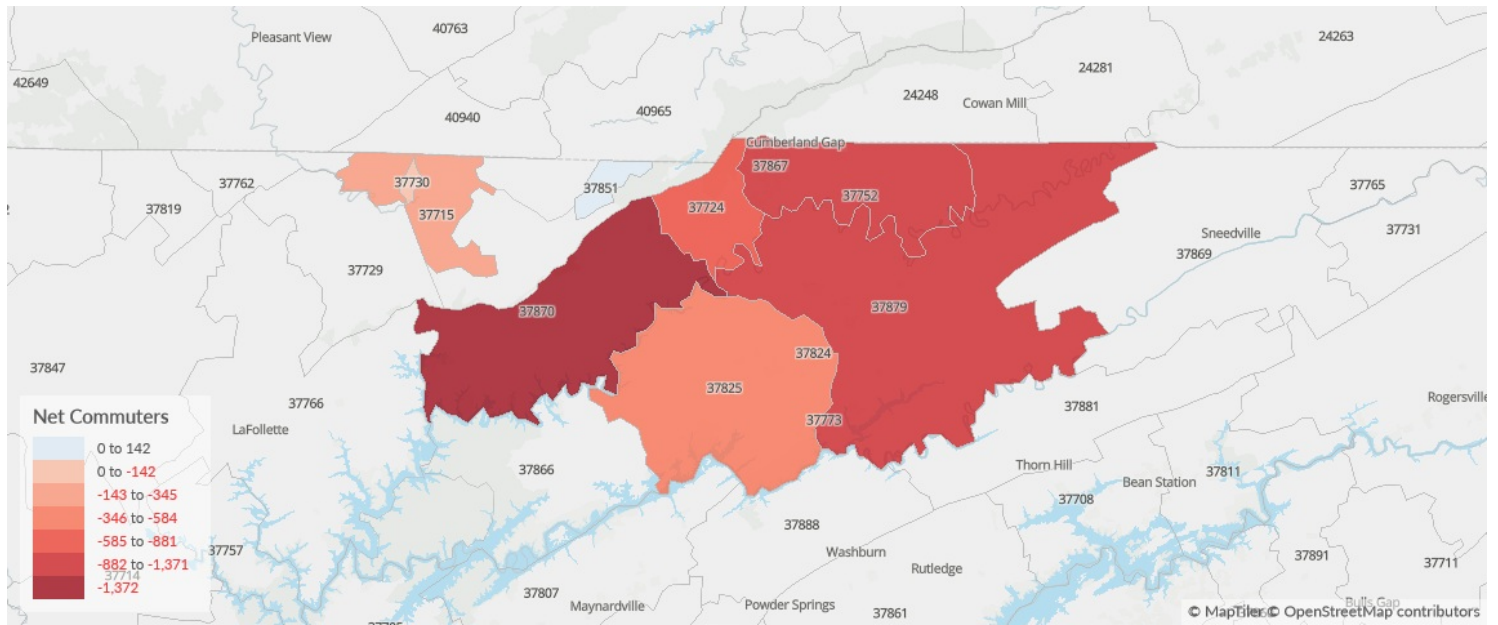 40763
Pleasant View
24263
24281
42649
24248
Cowan Mill
40965
40940
Cumberland Gap
37867
37730
37762
37851
37765
37752
37819
37724
37715
37731
Sneedville
37869
37729
37870
37879
37824
37847
37825
Net Commuters
0 to 142
0 to -142
-143 to -345
-346 to -584
-585 to -881
-882 to -1,371
-1,372
37766
LaFollette
37881
Rogersville
37773
37866
Thorn Hill
37811
Bean Station
37708
37888
37757
Washburn
37891
37711
Rutledge
37714
37807
Maynardville
Powder Springs
37861
Bulls Gap
© MapTiler © OpenStreetMap contributors